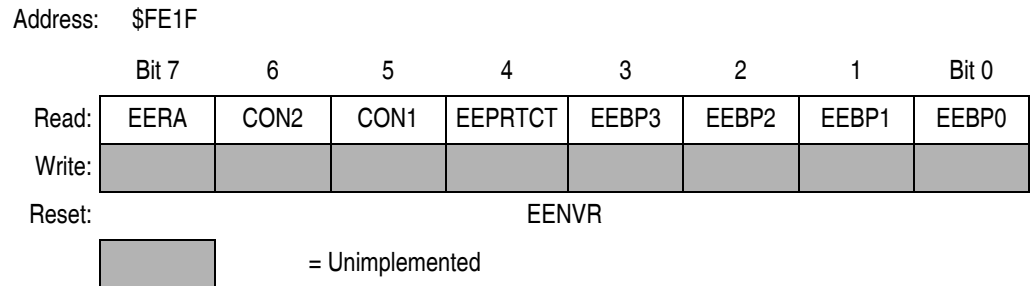 Address: $FE1F
Bit 7 6 5 4 3 2 1 Bit 0
Read: EERA CON2 CON1 EEPRTCT EEBP3 EEBP2 EEBP1 EEBP0
Write:
Reset: EENVR
= Unimplemented